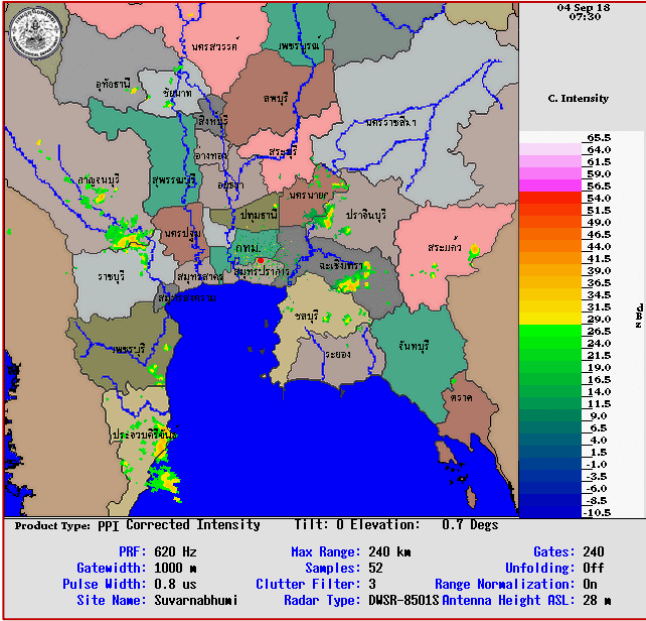 04 Sep 18
07:30
C. Intensity
นครสวรรค์
เพชรบูรณ์
อุทัยธานี
ชัยนาท
ลพบุรี
สิงห์บุรี
นครราชสีมา
อ่างทอง
สระบุรี
กาญจนบุรี
สุพรรณบุรี
อยุธยา
นครนายก
ปทุมธานี
ปราจีนบุรี
นครปฐม
กทม.
สระแก้ว
ราชบุรี
สมุทรสาคร
สมุทรปราการ
ฉะเชิงเทรา
สมุทรสงคราม
ชลบุรี
เพชรบุรี
ระยอง
จันทบุรี
ตราด
ประจวบคีรีขันธ์
65.5
64.0
61.5
59.0
56.5
54.0
51.5
49.0
46.5
44.0
41.5
39.0
36.5
34.0
31.5
29.0
26.5
24.0
21.5
19.0
16.5
14.0
11.5
9.0
6.5
4.0
1.5
-1.0
-3.5
-6.0
-8.5
-10.5
Product Type: PPI Corrected Intensity Tilt: 0 Elevation: 0.7 Degs
PRF: 620 Hz Max Range: 240 km Gates: 240
Gatewidth: 1000 m Samples: 52 Unfolding: Off
Pulse Width: 0.8 us Clutter Filter: 3 Range Normalization: On
Site Name: Suvarnabhumi Radar Type: DWSR-8501S Antenna Height ASL: 28 m